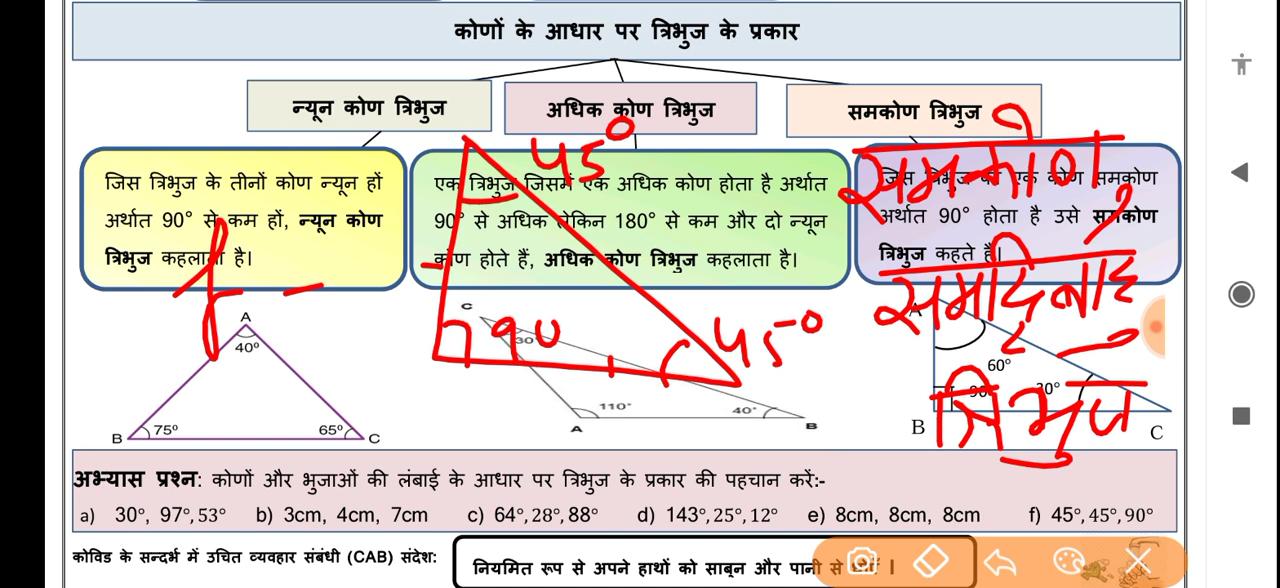 कोणों के आधार पर त्रिभुज के प्रकार
न्यून कोण त्रिभुज
अधिक कोण त्रिभुज
समकोण त्रिभुज
जिस त्रिभुज के तीनों कोण न्यून हों
अर्थात 90° से कम हों, न्यून कोण
त्रिभुज कहलाता है।
एक त्रिभुज जिसमें एक अधिक कोण होता है अर्थात
90° से अधिक लेकिन 180° से कम और दो न्यून
कोण होते हैं, अधिक कोण त्रिभुज कहलाता है।
जिस त्रिभुज का एक कोण समकोण
अर्थात 90° होता है उसे समकोण
त्रिभुज कहते है।
45°
90
45°
समकोण
समद्विबाहु
त्रिभुज
f -
A
40°
B 75° 65° C
C
30
110° 40°
A B
A
60°
90° 30°
B C
अभ्यास प्रश्न: कोणों और भुजाओं की लंबाई के आधार पर त्रिभुज के प्रकार की पहचान करें:-
a) 30°, 97°,53° b) 3cm, 4cm, 7cm c) 64°,28°,88° d) 143°,25°,12° e) 8cm, 8cm, 8cm f) 45°,45°,90°
कोविड के सन्दर्भ में उचित व्यवहार संबंधी (CAB) संदेश:
नियमित रूप से अपने हाथों को साबुन और पानी से ।